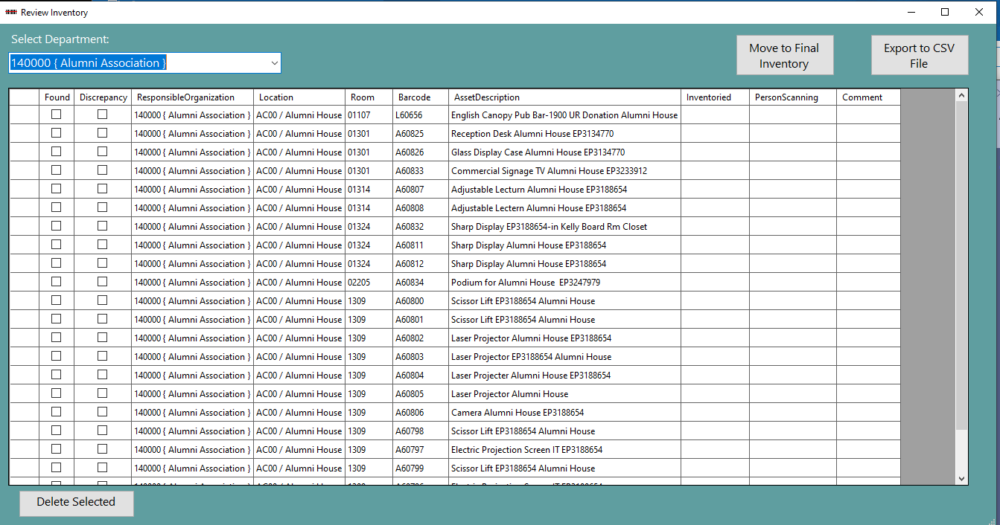 Review Inventory
Select Department:
140000 { Alumni Association }
Move to Final
Inventory
Export to CSV
File
Found Discrepancy ResponsibleOrganization Location Room Barcode AssetDescription Inventoried PersonScanning Comment
140000 { Alumni Association } AC00 / Alumni House 01107 L60656 English Canopy Pub Bar-1900 UR Donation Alumni House
140000 { Alumni Association } AC00 / Alumni House 01301 A60825 Reception Desk Alumni House EP3134770
140000 { Alumni Association } AC00 / Alumni House 01301 A60826 Glass Display Case Alumni House EP3134770
140000 { Alumni Association } AC00 / Alumni House 01301 A60833 Commercial Signage TV Alumni House EP3233912
140000 { Alumni Association } AC00 / Alumni House 01314 A60807 Adjustable Lecturn Alumni House EP3188654
140000 { Alumni Association } AC00 / Alumni House 01314 A60808 Adjustable Lectern Alumni House EP3188654
140000 { Alumni Association } AC00 / Alumni House 01324 A60832 Sharp Display EP3188654-in Kelly Board Rm Closet
140000 { Alumni Association } AC00 / Alumni House 01324 A60811 Sharp Display Alumni House EP3188654
140000 { Alumni Association } AC00 / Alumni House 01324 A60812 Sharp Display Alumni House EP3188654
140000 { Alumni Association } AC00 / Alumni House 02205 A60834 Podium for Alumni House  EP3247979
140000 { Alumni Association } AC00 / Alumni House 1309 A60800 Scissor Lift EP3188654 Alumni House
140000 { Alumni Association } AC00 / Alumni House 1309 A60801 Scissor Lift EP3188654 Alumni House
140000 { Alumni Association } AC00 / Alumni House 1309 A60802 Laser Projector Alumni House EP3188654
140000 { Alumni Association } AC00 / Alumni House 1309 A60803 Laser Projector EP3188654 Alumni House
140000 { Alumni Association } AC00 / Alumni House 1309 A60804 Laser Projecter Alumni House EP3188654
140000 { Alumni Association } AC00 / Alumni House 1309 A60805 Laser Projector Alumni House
140000 { Alumni Association } AC00 / Alumni House 1309 A60806 Camera Alumni House EP3188654
140000 { Alumni Association } AC00 / Alumni House 1309 A60798 Scissor Lift EP3188654 Alumni House
140000 { Alumni Association } AC00 / Alumni House 1309 A60797 Electric Projection Screen IT EP3188654
140000 { Alumni Association } AC00 / Alumni House 1309 A60799 Scissor Lift EP3188654 Alumni House
Delete Selected